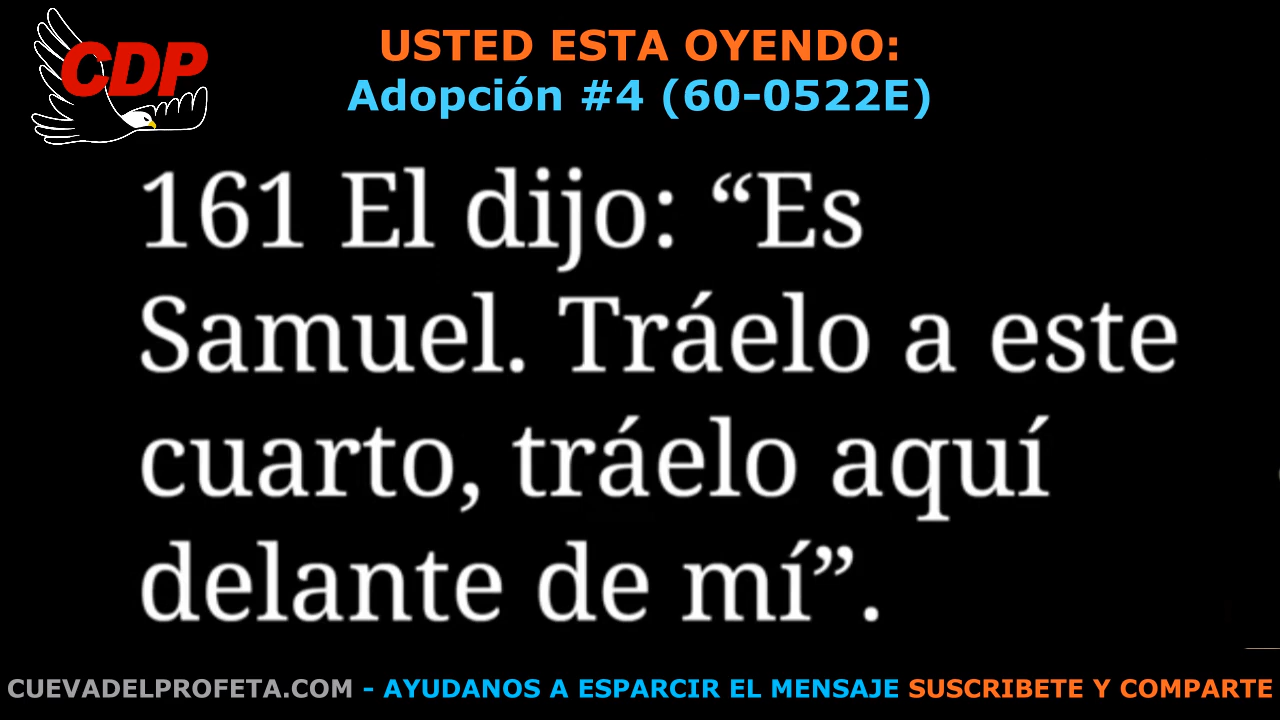 CDP
USTED ESTA OYENDO:
Adopción #4 (60-0522E)
161 El dijo: “Es
Samuel. Tráelo a este
cuarto, tráelo aquí
delante de mí”.
CUEVADELPROFETA.COM - AYUDANOS A ESPARCIR EL MENSAJE SUSCRIBETE Y COMPARTE